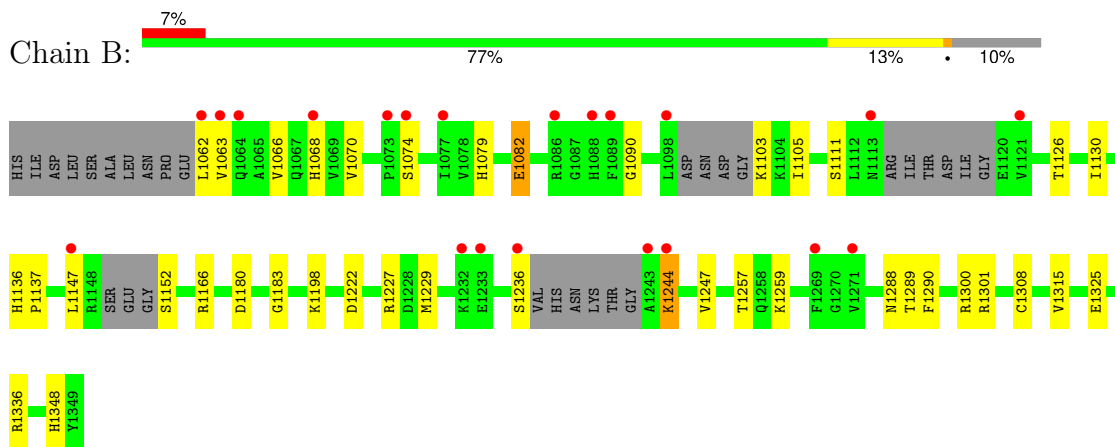 7%
Chain B:
77% 13% • 10%
HIS ILE ASP LEU SER ALA LEU ASN PRO GLU L1062 V1063 Q1064 A1065 V1066 Q1067 H1068 V1069 V1070 P1073 S1074 I1077 V1078 H1079 E1082 R1086 G1087 H1088 F1089 G1090 L1098 ASP ASN ASP GLY K1103 K1104 I1105 S1111 L1112 N1113 ARG ILE THR ASP ILE GLY E1120 V1121 T1126 I1130
H1136 P1137 L1147 R1148 SER GLU GLY S1152 R1166 D1180 G1183 K1198 D1222 R1227 D1228 M1229 K1232 E1233 S1236 VAL HIS ASN LYS THR GLY A1243 K1244 V1247 T1257 Q1258 K1259 F1269 G1270 V1271 N1288 T1289 F1290 R1300 R1301 C1308 V1315 E1325
R1336 H1348 Y1349